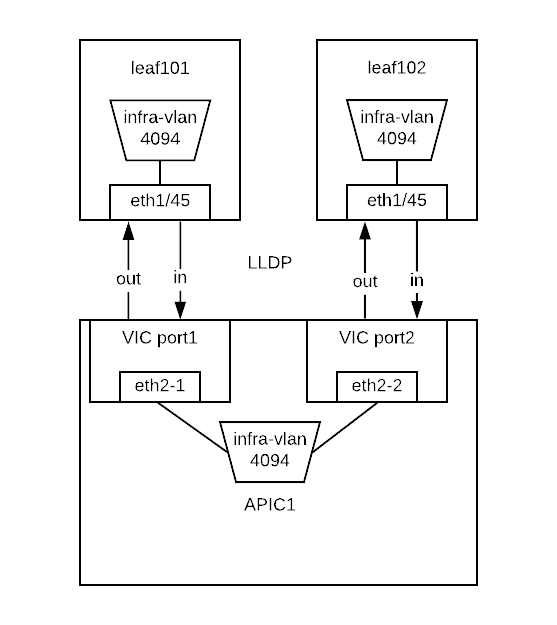 leaf101
infra-vlan
4094
eth1/45
leaf102
infra-vlan
4094
eth1/45
out
in
LLDP
out
in
VIC port1
eth2-1
VIC port2
eth2-2
infra-vlan
4094
APIC1